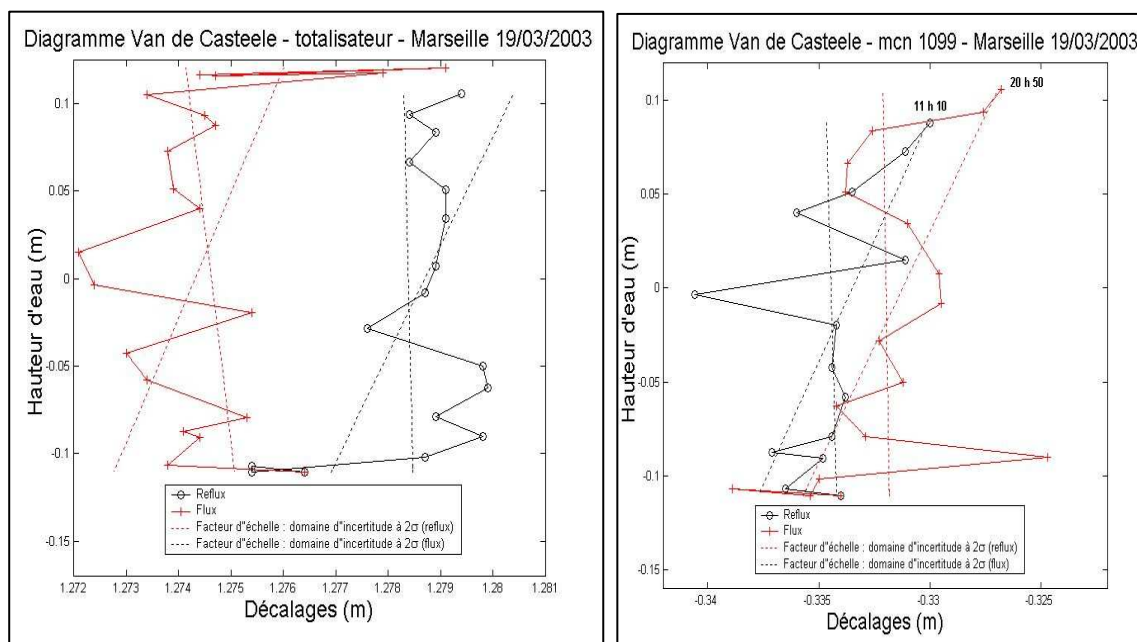 Diagramme Van de Casteele - totalisateur - Marseille 19/03/2003
Hauteur d'eau (m)
0.1
0.05
0
-0.05
-0.1
-0.15
Reflux
Flux
Facteur d"échelle : domaine d"incertitude à 2σ (reflux)
Facteur d"échelle : domaine d"incertitude à 2σ (flux)
1.272 1.273 1.274 1.275 1.276 1.277 1.278 1.279 1.28 1.281
Décalages (m)
Diagramme Van de Casteele - mcn 1099 - Marseille 19/03/2003
Hauteur d'eau (m)
20 h 50
11 h 10
0.1
0.05
0
-0.05
-0.1
-0.15
Reflux
Flux
Facteur d"échelle : domaine d"incertitude à 2σ (reflux)
Facteur d"échelle : domaine d"incertitude à 2σ (flux)
-0.34 -0.335 -0.33 -0.325
Décalages (m)